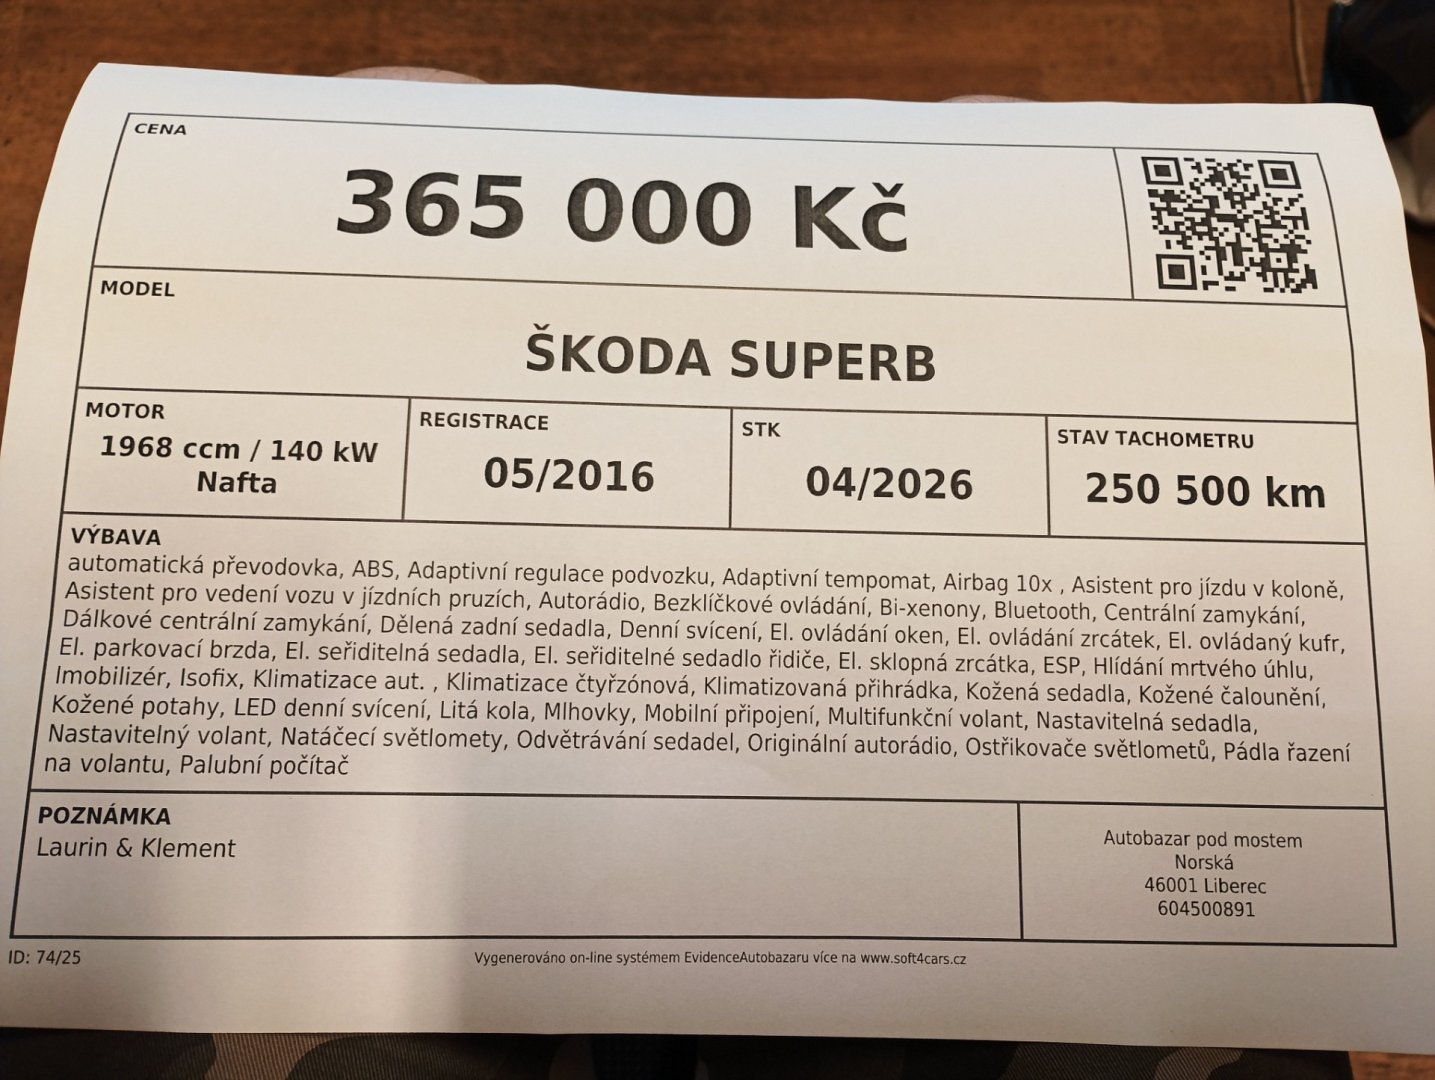 CENA
365 000 Kč
MODEL
ŠKODA SUPERB
MOTOR
1968 ccm / 140 kW
Nafta
REGISTRACE
05/2016
STK
04/2026
STAV TACHOMETRU
250 500 km
VÝBAVA
automatická převodovka, ABS, Adaptivní regulace podvozku, Adaptivní tempomat, Airbag 10x , Asistent pro jízdu v koloně,
Asistent pro vedení vozu v jízdních pruzích, Autorádio, Bezklíčkové ovládání, Bi-xenony, Bluetooth, Centrální zamykání,
Dálkové centrální zamykání, Dělená zadní sedadla, Denní svícení, El. ovládání oken, El. ovládání zrcátek, El. ovládaný kufr,
El. parkovací brzda, El. seřiditelná sedadla, El. seřiditelné sedadlo řidiče, El. sklopná zrcátka, ESP, Hlídání mrtvého úhlu,
Imobilizér, Isofix, Klimatizace aut. , Klimatizace čtyřzónová, Klimatizovaná přihrádka, Kožená sedadla, Kožené čalounění,
Kožené potahy, LED denní svícení, Litá kola, Mlhovky, Mobilní připojení, Multifunkční volant, Nastavitelná sedadla,
Nastavitelný volant, Natáčecí světlomety, Odvětrávání sedadel, Originální autorádio, Ostřikovače světlometů, Pádla řazení
na volantu, Palubní počítač
POZNÁMKA
Laurin & Klement
Autobazar pod mostem
Norská
46001 Liberec
604500891
ID: 74/25
Vygenerováno on-line systémem EvidenceAutobazaru více na www.soft4cars.cz